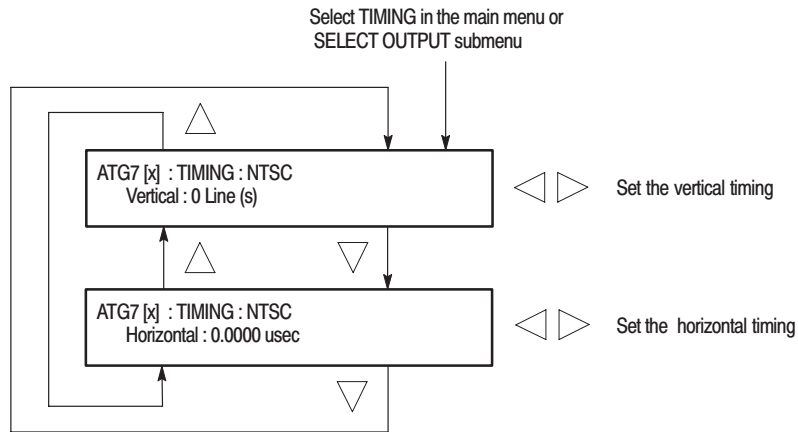 Select TIMING in the main menu or
SELECT OUTPUT submenu
ATG7 [x] : TIMING : NTSC
Vertical : 0 Line (s)
Set the vertical timing
ATG7 [x] : TIMING : NTSC
Horizontal : 0.0000 usec
Set the horizontal timing